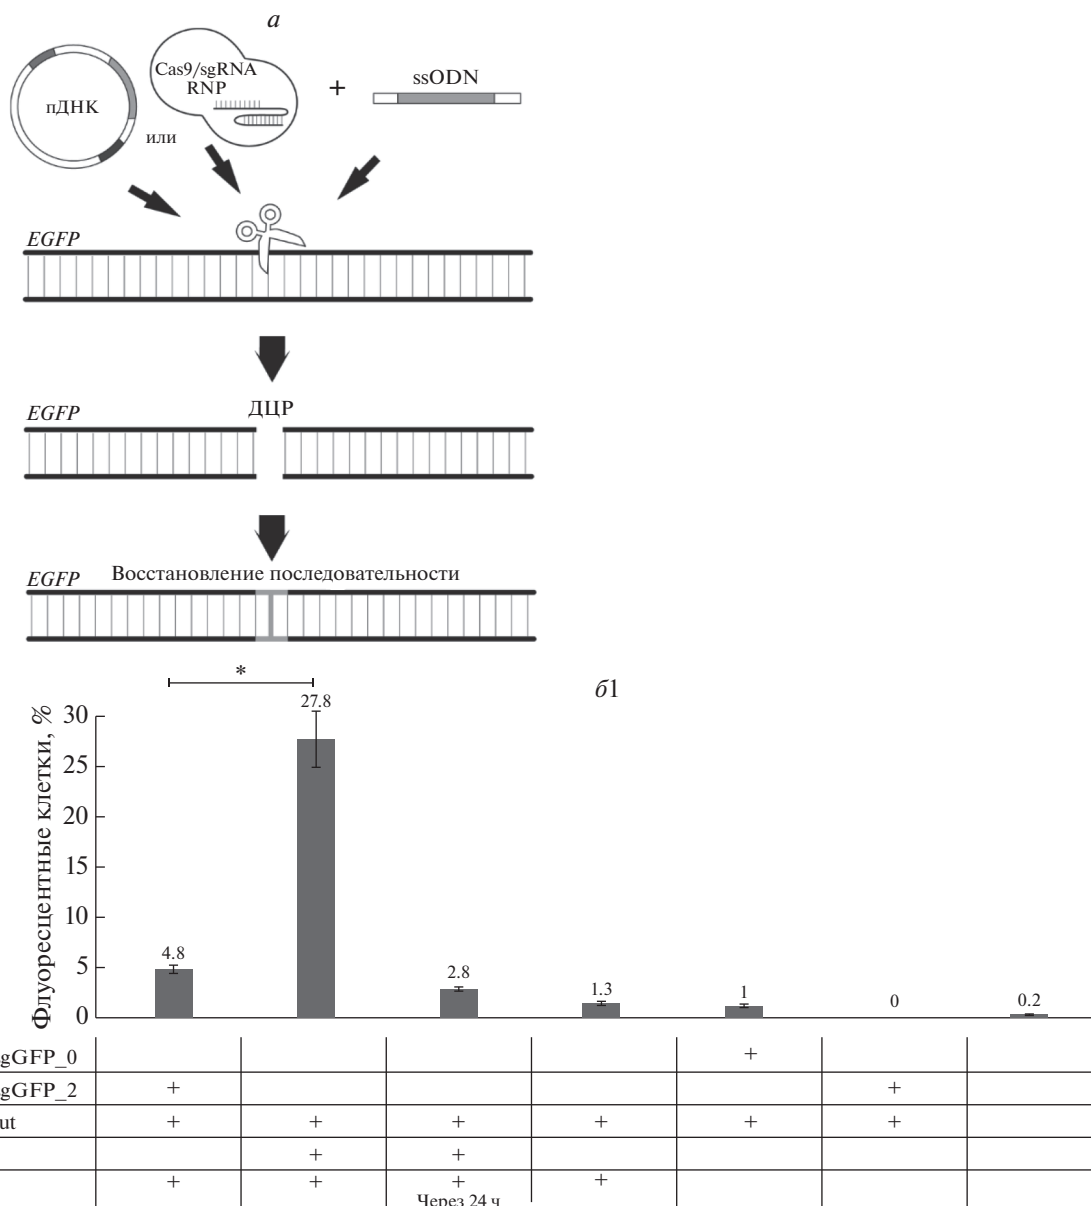 а
Cas9/sgRNA
RNP
+
ssODN
пДНК
или
EGFP
EGFP
ДЦР
EGFP
Восстановление последовательности
*
б1
27.8
Флуоресцентные клетки, %
30
25
20
15
10
5
0
4.8
2.8
1.3
1
0
0.2
gGFP_0 +
gGFP_2 + +
ut + + + + + +
+ +
+ + + +
Через 24 ч